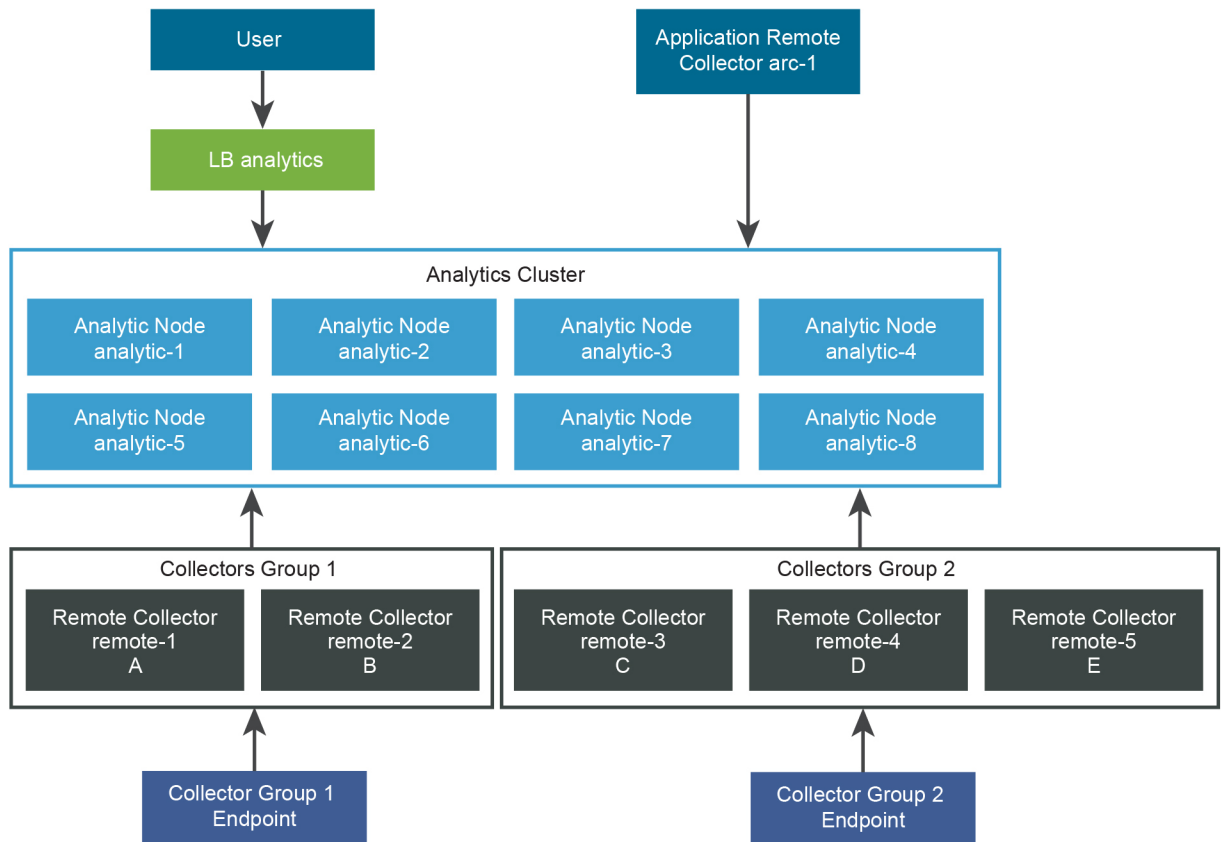 User
Application Remote
Collector arc-1
LB analytics
Analytics Cluster
Analytic Node
analytic-1
Analytic Node
analytic-2
Analytic Node
analytic-3
Analytic Node
analytic-4
Analytic Node
analytic-5
Analytic Node
analytic-6
Analytic Node
analytic-7
Analytic Node
analytic-8
Collectors Group 1
Remote Collector
remote-1
A
Remote Collector
remote-2
B
Collectors Group 2
Remote Collector
remote-3
C
Remote Collector
remote-4
D
Remote Collector
remote-5
E
Collector Group 1
Endpoint
Collector Group 2
Endpoint